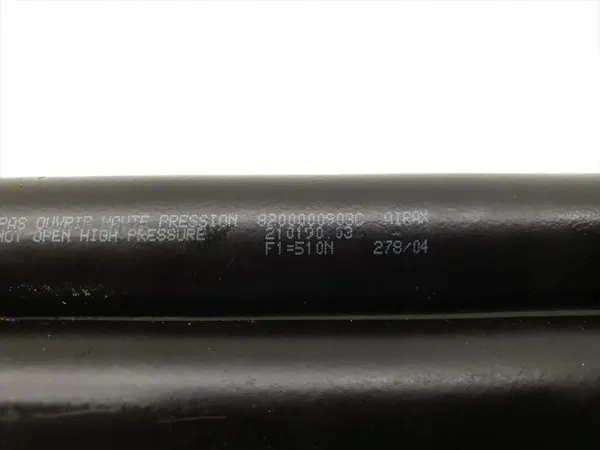 PAS OUVRIR HAUTE PRESSION 8200000903C AIRAX
NOT OPEN HIGH PRESSURE 210190.03
F1=510N 278/04